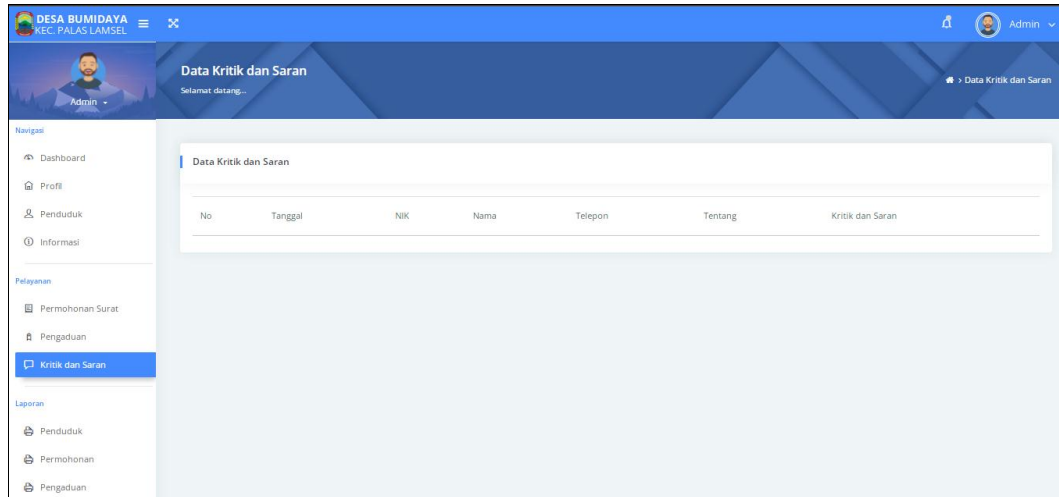 DESA BUMIDAYA
KEC. PALAS LAMSEL
Admin
Admin
Data Kritik dan Saran
Selamat datang...
> Data Kritik dan Saran
Navigasi
Dashboard
Profil
Penduduk
Informasi
Pelayanan
Permohonan Surat
Pengaduan
Kritik dan Saran
Laporan
Penduduk
Permohonan
Pengaduan
Data Kritik dan Saran
No Tanggal NIK Nama Telepon Tentang Kritik dan Saran